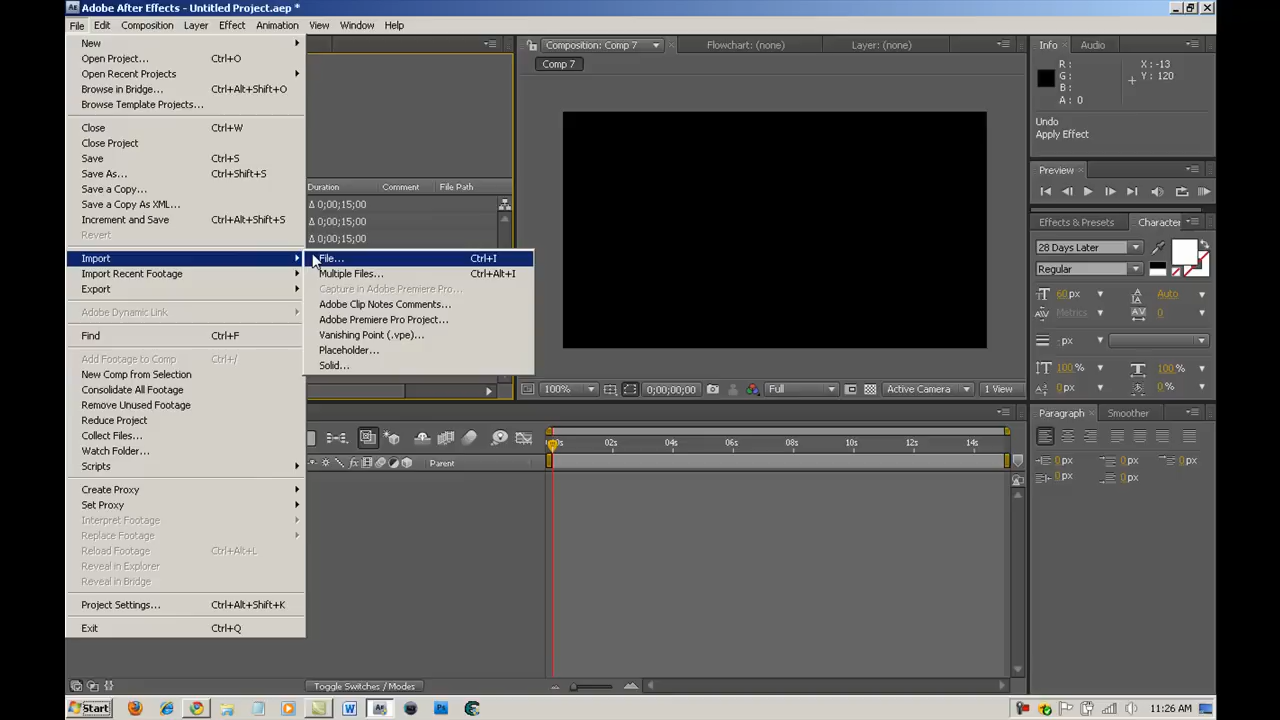 Adobe After Effects - Untitled Project.aep *
File Edit Composition Layer Effect Animation View Window Help
New
Open Project... Ctrl+O
Open Recent Projects
Browse in Bridge... Ctrl+Alt+Shift+O
Browse Template Projects...
Close Ctrl+W
Close Project
Save Ctrl+S
Save As... Ctrl+Shift+S
Save a Copy...
Save a Copy As XML...
Increment and Save Ctrl+Alt+Shift+S
Revert
Import
Import Recent Footage
Export
Adobe Dynamic Link
Find Ctrl+F
Add Footage to Comp Ctrl+/
New Comp from Selection
Consolidate All Footage
Remove Unused Footage
Reduce Project
Collect Files...
Watch Folder...
Scripts
Create Proxy
Set Proxy
Interpret Footage
Replace Footage
Reload Footage Ctrl+Alt+L
Reveal in Explorer
Reveal in Bridge
Project Settings... Ctrl+Alt+Shift+K
Exit Ctrl+Q
File... Ctrl+I
Multiple Files... Ctrl+Alt+I
Capture in Adobe Premiere Pro...
Adobe Clip Notes Comments...
Adobe Premiere Pro Project...
Vanishing Point (.vpe)...
Placeholder...
Solid...
Duration Comment File Path
Δ 0;00;15;00
Δ 0;00;15;00
Δ 0;00;15;00
Composition: Comp 7 Flowchart: (none) Layer: (none)
Comp 7
100% 0;00;00;00 Full Active Camera 1 View
Info Audio
R : X : -13
G : Y : 120
B :
A : 0
Undo
Apply Effect
Preview
Effects & Presets Character
28 Days Later
Regular
60 px Auto
Metrics 0
- px
100 % 100 %
0 px 0 %
Paragraph Smoother
0 px 0 px 0 px
0 px 0 px
Parent
02s 04s 06s 08s 10s 12s 14s
Toggle Switches / Modes
Start
11:26 AM